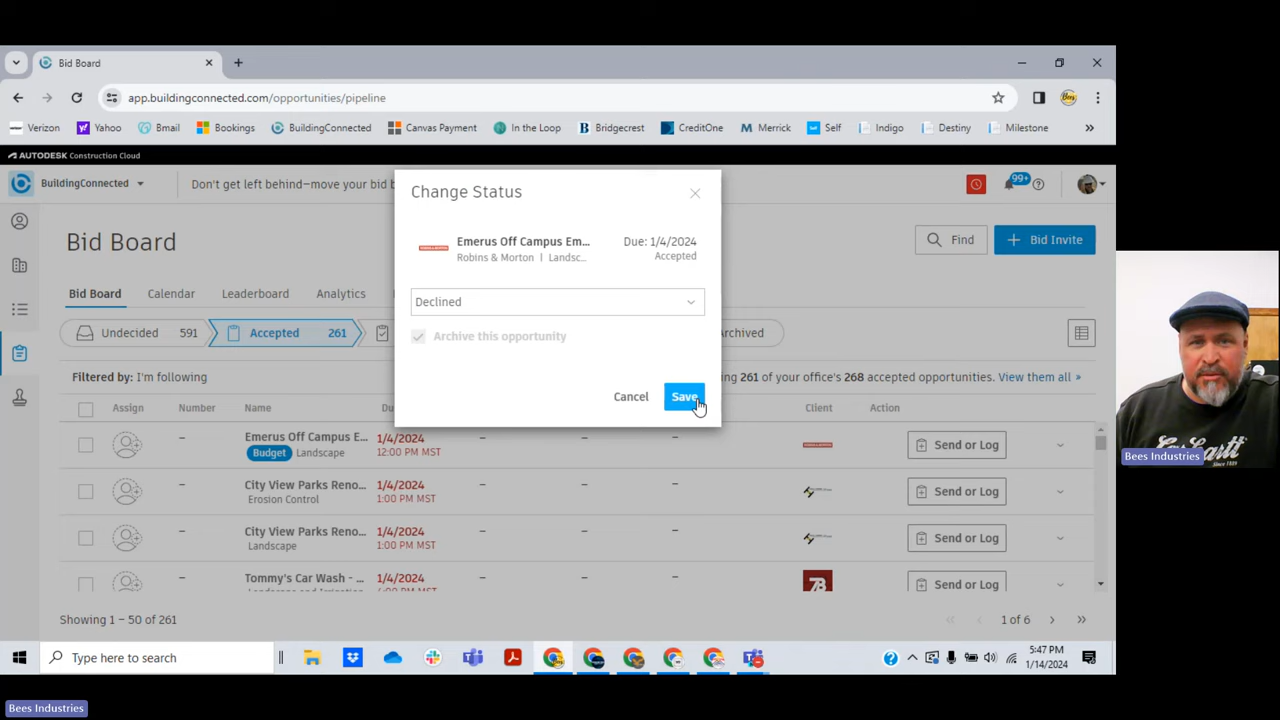 Bid Board
app.buildingconnected.com/opportunities/pipeline
Verizon Yahoo Bmail Bookings BuildingConnected Canvas Payment In the Loop Bridgecrest CreditOne Merrick Self Indigo Destiny Milestone
AUTODESK Construction Cloud
BuildingConnected Don't get left behind—move your bid b 99+
Change Status
Emerus Off Campus Em... Due: 1/4/2024
Robins & Morton | Landsc... Accepted
Declined
Archive this opportunity
Cancel Save
Bid Board Find Bid Invite
Bid Board Calendar Leaderboard Analytics
Undecided 591 Accepted 261 Archived
Filtered by: I'm following ng 261 of your office's 268 accepted opportunities. View them all »
Assign Number Name Du Client Action
Emerus Off Campus E... 1/4/2024 – – – – Send or Log
Budget Landscape 12:00 PM MST
City View Parks Reno... 1/4/2024 – – – – Send or Log
Erosion Control 1:00 PM MST
City View Parks Reno... 1/4/2024 – – – – Send or Log
Landscape 1:00 PM MST
Tommy's Car Wash - ... 1/4/2024 – – – – 7B Send or Log
Showing 1 – 50 of 261 1 of 6
Type here to search 5:47 PM
1/14/2024
Carhartt
Since 1889
Bees Industries
Bees Industries